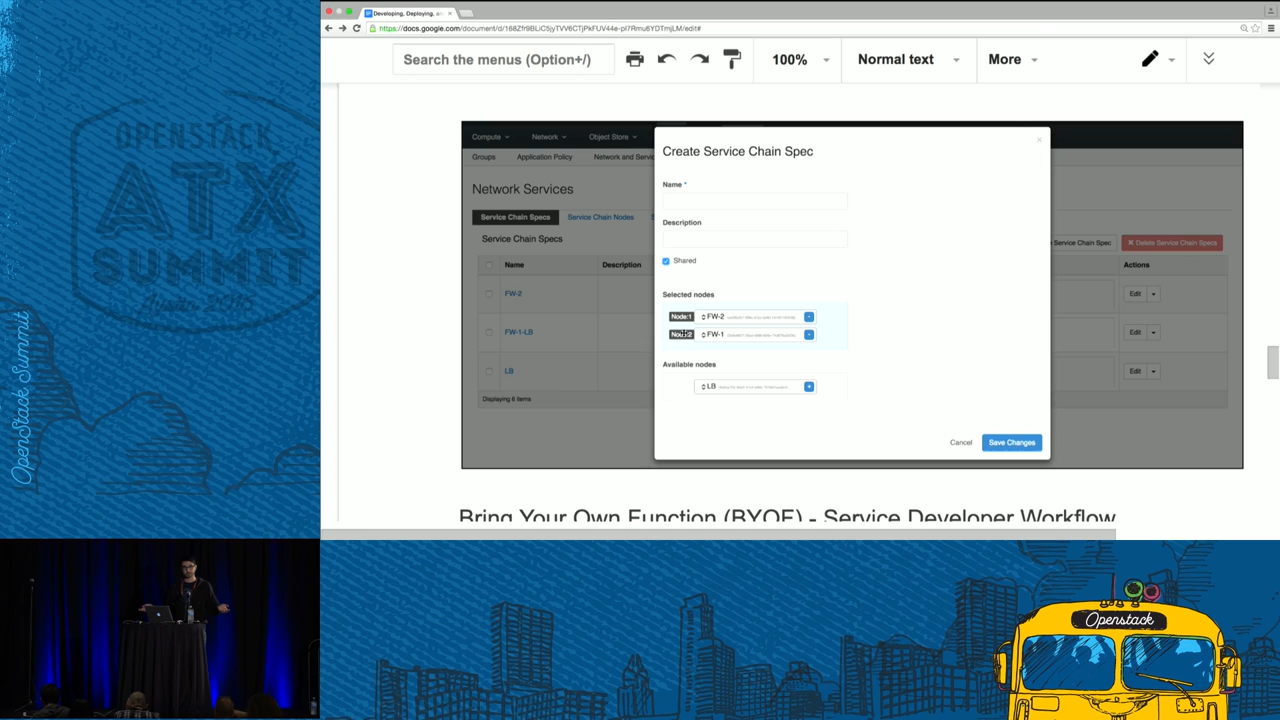 Developing, Deploying, an
https://docs.google.com/document/d/
Search the menus (Option+/)
100%
Normal text
More
OPENSTACK
ATX
SUMMIT
Austin
OpenStack Summit
Compute
Network
Object Store
Groups
Application Policy
Network and Servic
Network Services
Service Chain Specs
Service Chain Nodes
S
Service Chain Specs
Service Chain Spec
Delete Service Chain Specs
Name
Description
Actions
FW-2
Edit
FW-1-LB
Edit
LB
Edit
Displaying 6 items
Create Service Chain Spec
×
Name *
Description
Shared
Selected nodes
Node:1
FW-2
-
FW-1
-
Available nodes
LB
+
Cancel
Save Changes
Bring Your Own Function (BYOF) - Service Developer Workflow
Openstack